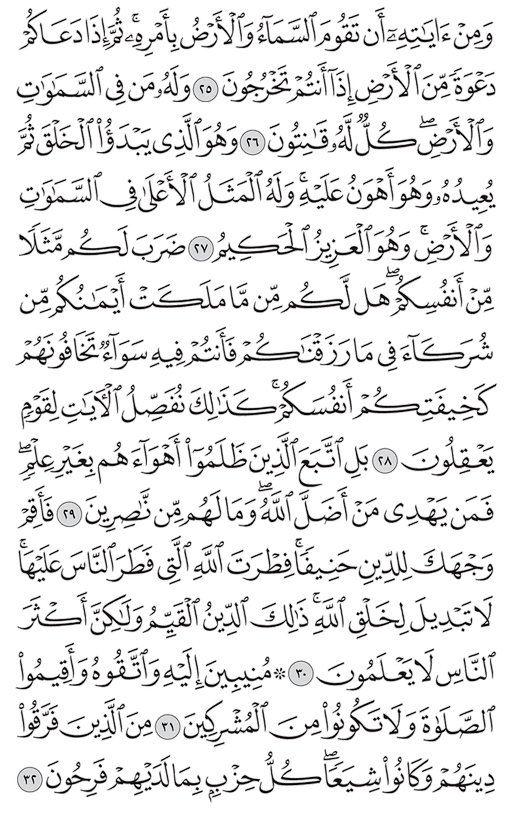 وَمِنْ ءَايَٰتِهِۦٓ أَن تَقُومَ ٱلسَّمَآءُ وَٱلْأَرْضُ بِأَمْرِهِۦ ۚ ثُمَّ إِذَا دَعَاكُمْ
دَعْوَةً مِّنَ ٱلْأَرْضِ إِذَآ أَنتُمْ تَخْرُجُونَ ٢٥ وَلَهُۥ مَن فِى ٱلسَّمَٰوَٰتِ
وَٱلْأَرْضِ ۖ كُلٌّ لَّهُۥ قَٰنِتُونَ ٢٦ وَهُوَ ٱلَّذِى يَبْدَؤُا۟ ٱلْخَلْقَ ثُمَّ
يُعِيدُهُۥ وَهُوَ أَهْوَنُ عَلَيْهِ ۚ وَلَهُ ٱلْمَثَلُ ٱلْأَعْلَىٰ فِى ٱلسَّمَٰوَٰتِ
وَٱلْأَرْضِ ۚ وَهُوَ ٱلْعَزِيزُ ٱلْحَكِيمُ ٢٧ ضَرَبَ لَكُم مَّثَلًا
مِّنْ أَنفُسِكُمْ ۖ هَل لَّكُم مِّن مَّا مَلَكَتْ أَيْمَٰنُكُم مِّن
شُرَكَآءَ فِى مَا رَزَقْنَٰكُمْ فَأَنتُمْ فِيهِ سَوَآءٌ تَخَافُونَهُمْ
كَخِيفَتِكُمْ أَنفُسَكُمْ ۚ كَذَٰلِكَ نُفَصِّلُ ٱلْءَايَٰتِ لِقَوْمٍ
يَعْقِلُونَ ٢٨ بَلِ ٱتَّبَعَ ٱلَّذِينَ ظَلَمُوٓا۟ أَهْوَآءَهُم بِغَيْرِ عِلْمٍ ۖ
فَمَن يَهْدِى مَنْ أَضَلَّ ٱللَّهُ ۖ وَمَا لَهُم مِّن نَّٰصِرِينَ ٢٩ فَأَقِمْ
وَجْهَكَ لِلدِّينِ حَنِيفًا ۚ فِطْرَتَ ٱللَّهِ ٱلَّتِى فَطَرَ ٱلنَّاسَ عَلَيْهَا ۚ
لَا تَبْدِيلَ لِخَلْقِ ٱللَّهِ ۚ ذَٰلِكَ ٱلدِّينُ ٱلْقَيِّمُ وَلَٰكِنَّ أَكْثَرَ
ٱلنَّاسِ لَا يَعْلَمُونَ ٣٠ ۞ مُنِيبِينَ إِلَيْهِ وَٱتَّقُوهُ وَأَقِيمُوا۟
ٱلصَّلَوٰةَ وَلَا تَكُونُوا۟ مِنَ ٱلْمُشْرِكِينَ ٣١ مِنَ ٱلَّذِينَ فَرَّقُوا۟
دِينَهُمْ وَكَانُوا۟ شِيَعًا ۖ كُلُّ حِزْبٍۭ بِمَا لَدَيْهِمْ فَرِحُونَ ٣٢